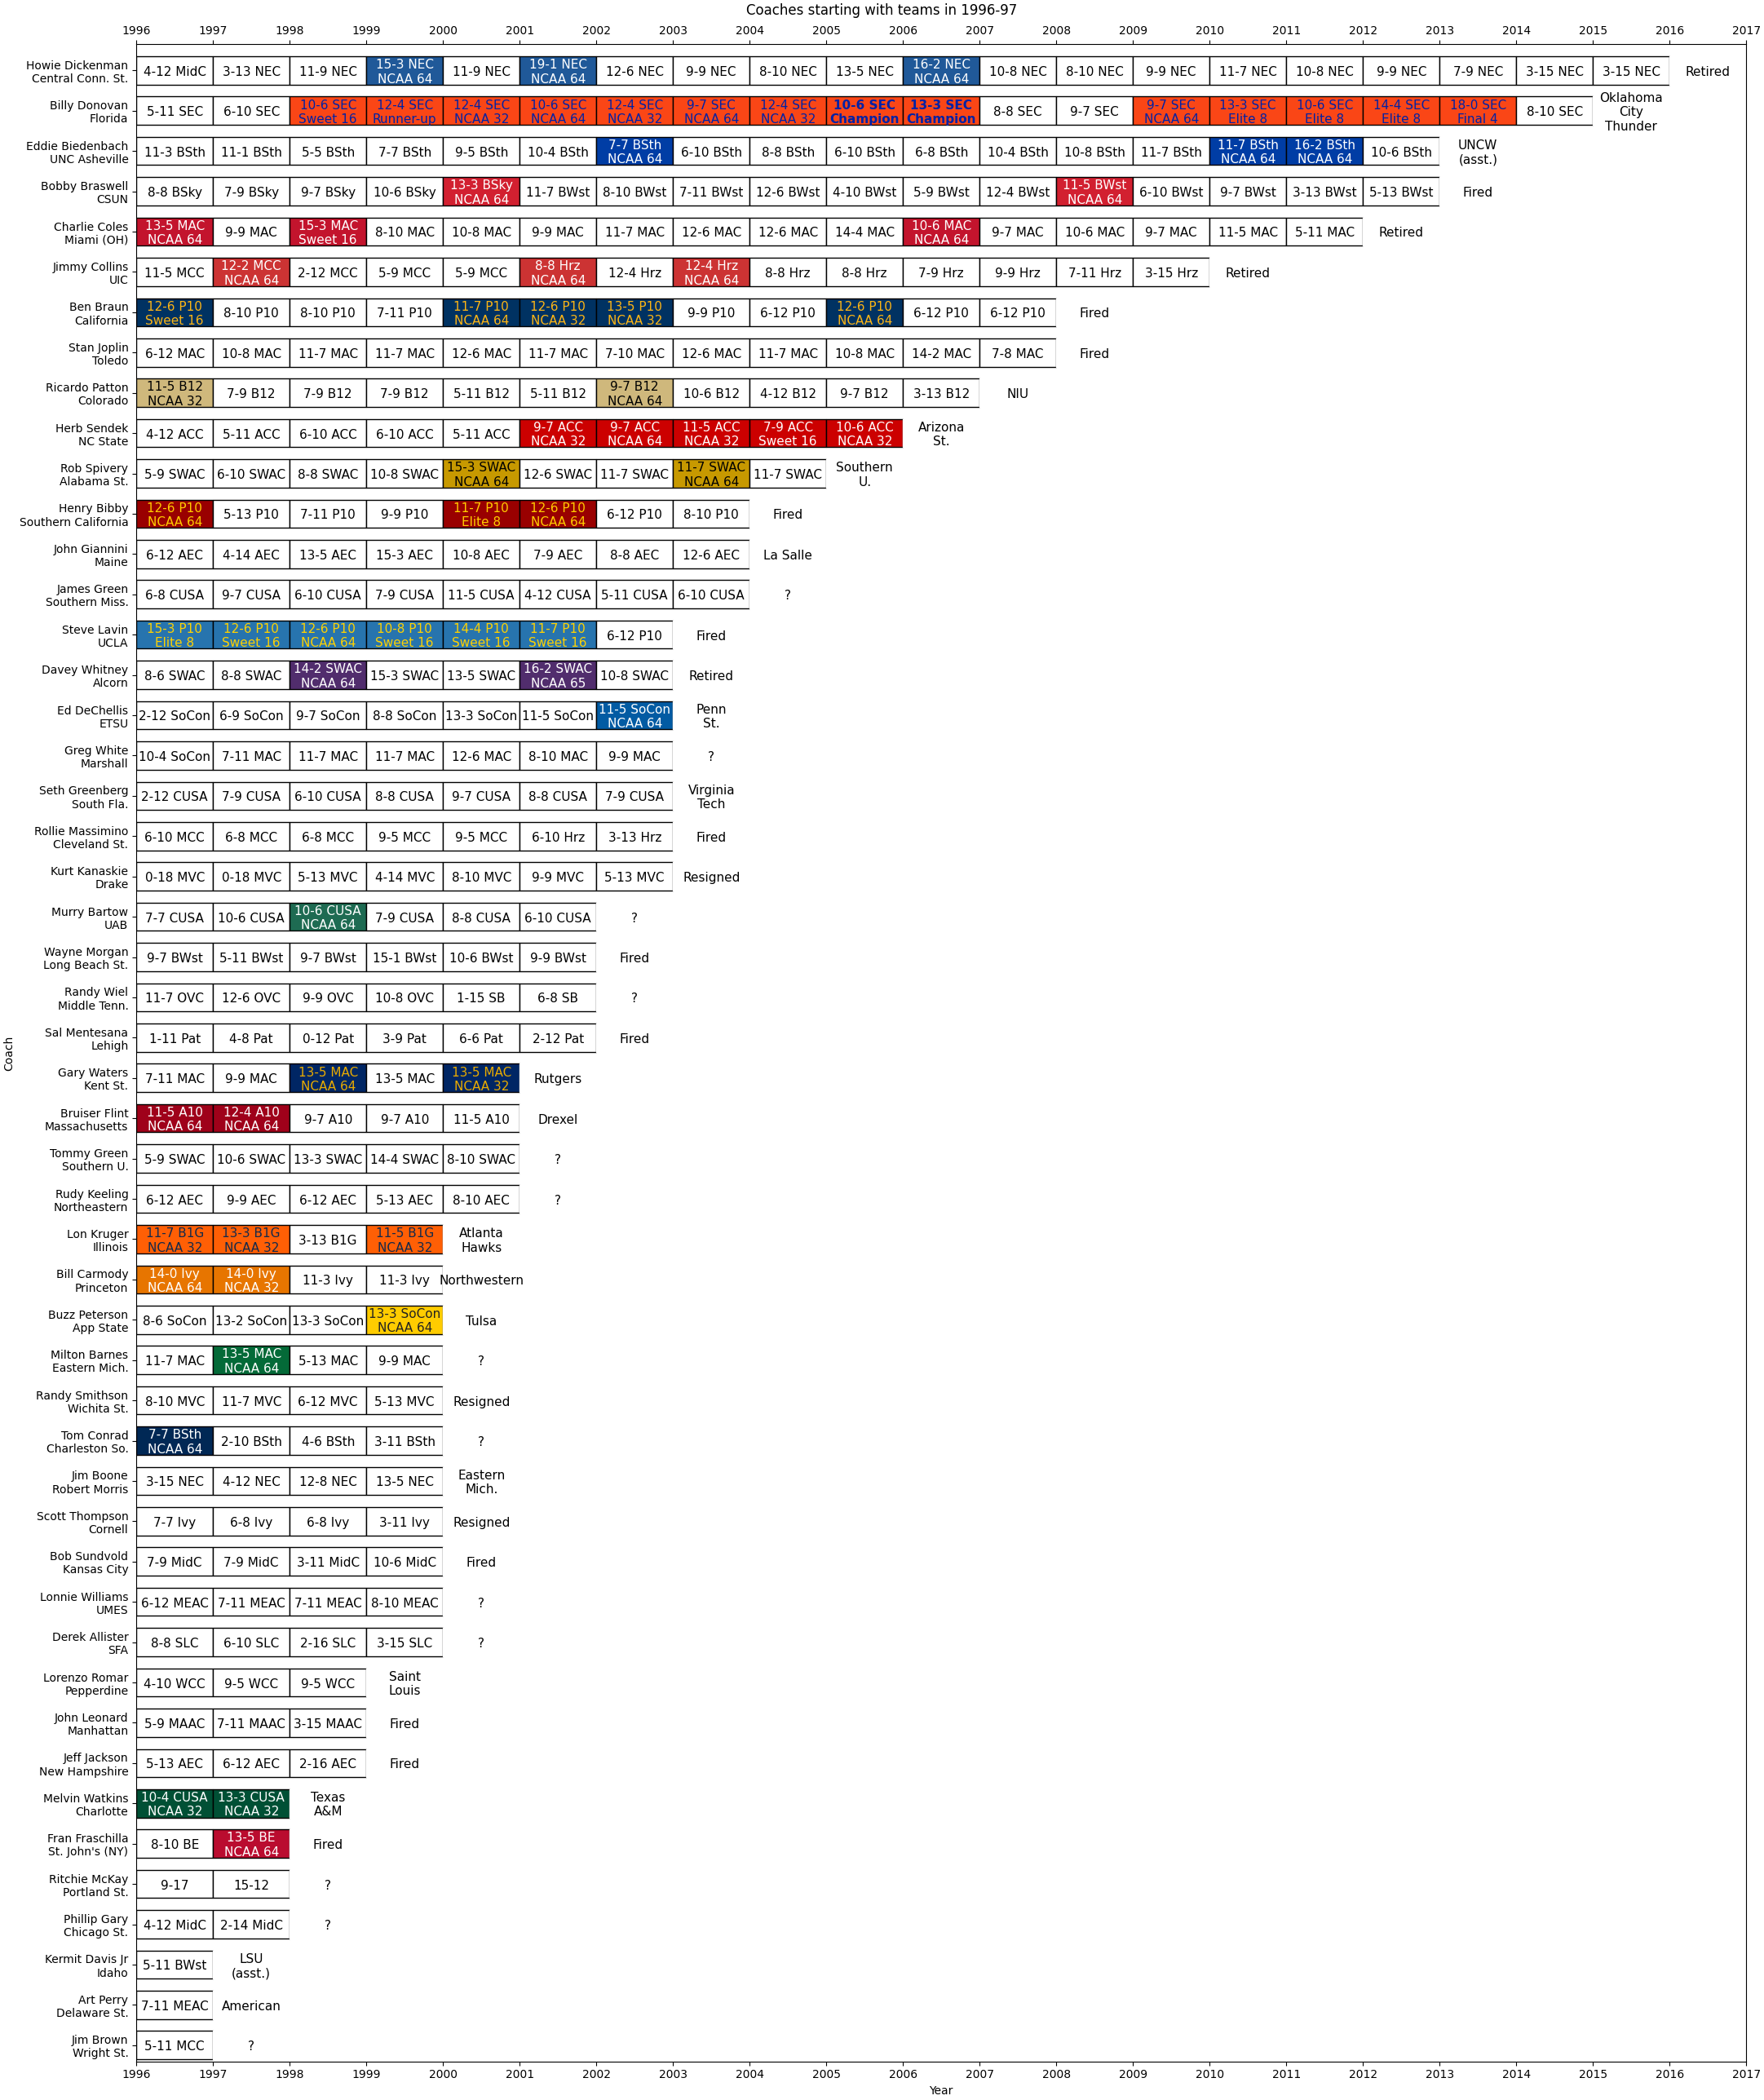 Coaches starting with teams in 1996-97
1996 1997 1998 1999 2000 2001 2002 2003 2004 2005 2006 2007 2008 2009 2010 2011 2012 2013 2014 2015 2016 2017
Howie Dickenman
Central Conn. St.
4-12 MidC
3-13 NEC
11-9 NEC
15-3 NEC
NCAA 64
11-9 NEC
19-1 NEC
NCAA 64
12-6 NEC
9-9 NEC
8-10 NEC
13-5 NEC
16-2 NEC
NCAA 64
10-8 NEC
8-10 NEC
9-9 NEC
11-7 NEC
10-8 NEC
9-9 NEC
7-9 NEC
3-15 NEC
3-15 NEC
Retired
Billy Donovan
Florida
5-11 SEC
6-10 SEC
10-6 SEC
Sweet 16
12-4 SEC
Runner-up
12-4 SEC
NCAA 32
10-6 SEC
NCAA 64
12-4 SEC
NCAA 32
9-7 SEC
NCAA 64
12-4 SEC
NCAA 32
10-6 SEC
Champion
13-3 SEC
Champion
8-8 SEC
9-7 SEC
9-7 SEC
NCAA 64
13-3 SEC
Elite 8
10-6 SEC
Elite 8
14-4 SEC
Elite 8
18-0 SEC
Final 4
8-10 SEC
Oklahoma
City
Thunder
Eddie Biedenbach
UNC Asheville
11-3 BSth
11-1 BSth
5-5 BSth
7-7 BSth
9-5 BSth
10-4 BSth
7-7 BSth
NCAA 64
6-10 BSth
8-8 BSth
6-10 BSth
6-8 BSth
10-4 BSth
10-8 BSth
11-7 BSth
11-7 BSth
NCAA 64
16-2 BSth
NCAA 64
10-6 BSth
UNCW
(asst.)
Bobby Braswell
CSUN
8-8 BSky
7-9 BSky
9-7 BSky
10-6 BSky
13-3 BSky
NCAA 64
11-7 BWst
8-10 BWst
7-11 BWst
12-6 BWst
4-10 BWst
5-9 BWst
12-4 BWst
11-5 BWst
NCAA 64
6-10 BWst
9-7 BWst
3-13 BWst
5-13 BWst
Fired
Charlie Coles
Miami (OH)
13-5 MAC
NCAA 64
9-9 MAC
15-3 MAC
Sweet 16
8-10 MAC
10-8 MAC
9-9 MAC
11-7 MAC
12-6 MAC
12-6 MAC
14-4 MAC
10-6 MAC
NCAA 64
9-7 MAC
10-6 MAC
9-7 MAC
11-5 MAC
5-11 MAC
Retired
Jimmy Collins
UIC
11-5 MCC
12-2 MCC
NCAA 64
2-12 MCC
5-9 MCC
5-9 MCC
8-8 Hrz
NCAA 64
12-4 Hrz
12-4 Hrz
NCAA 64
8-8 Hrz
8-8 Hrz
7-9 Hrz
9-9 Hrz
7-11 Hrz
3-15 Hrz
Retired
Ben Braun
California
12-6 P10
Sweet 16
8-10 P10
8-10 P10
7-11 P10
11-7 P10
NCAA 64
12-6 P10
NCAA 32
13-5 P10
NCAA 32
9-9 P10
6-12 P10
12-6 P10
NCAA 64
6-12 P10
6-12 P10
Fired
Stan Joplin
Toledo
6-12 MAC
10-8 MAC
11-7 MAC
11-7 MAC
12-6 MAC
11-7 MAC
7-10 MAC
12-6 MAC
11-7 MAC
10-8 MAC
14-2 MAC
7-8 MAC
Fired
Ricardo Patton
Colorado
11-5 B12
NCAA 32
7-9 B12
7-9 B12
7-9 B12
5-11 B12
5-11 B12
9-7 B12
NCAA 64
10-6 B12
4-12 B12
9-7 B12
3-13 B12
NIU
Herb Sendek
NC State
4-12 ACC
5-11 ACC
6-10 ACC
6-10 ACC
5-11 ACC
9-7 ACC
NCAA 32
9-7 ACC
NCAA 64
11-5 ACC
NCAA 32
7-9 ACC
Sweet 16
10-6 ACC
NCAA 32
Arizona
St.
Rob Spivery
Alabama St.
5-9 SWAC
6-10 SWAC
8-8 SWAC
10-8 SWAC
15-3 SWAC
NCAA 64
12-6 SWAC
11-7 SWAC
11-7 SWAC
NCAA 64
11-7 SWAC
Southern
U.
Henry Bibby
Southern California
12-6 P10
NCAA 64
5-13 P10
7-11 P10
9-9 P10
11-7 P10
Elite 8
12-6 P10
NCAA 64
6-12 P10
8-10 P10
Fired
John Giannini
Maine
6-12 AEC
4-14 AEC
13-5 AEC
15-3 AEC
10-8 AEC
7-9 AEC
8-8 AEC
12-6 AEC
La Salle
James Green
Southern Miss.
6-8 CUSA
9-7 CUSA
6-10 CUSA
7-9 CUSA
11-5 CUSA
4-12 CUSA
5-11 CUSA
6-10 CUSA
?
Steve Lavin
UCLA
15-3 P10
Elite 8
12-6 P10
Sweet 16
12-6 P10
NCAA 64
10-8 P10
Sweet 16
14-4 P10
Sweet 16
11-7 P10
Sweet 16
6-12 P10
Fired
Davey Whitney
Alcorn
8-6 SWAC
8-8 SWAC
14-2 SWAC
NCAA 64
15-3 SWAC
13-5 SWAC
16-2 SWAC
NCAA 65
10-8 SWAC
Retired
Ed DeChellis
ETSU
2-12 SoCon
6-9 SoCon
9-7 SoCon
8-8 SoCon
13-3 SoCon
11-5 SoCon
11-5 SoCon
NCAA 64
Penn
St.
Greg White
Marshall
10-4 SoCon
7-11 MAC
11-7 MAC
11-7 MAC
12-6 MAC
8-10 MAC
9-9 MAC
?
Seth Greenberg
South Fla.
2-12 CUSA
7-9 CUSA
6-10 CUSA
8-8 CUSA
9-7 CUSA
8-8 CUSA
7-9 CUSA
Virginia
Tech
Rollie Massimino
Cleveland St.
6-10 MCC
6-8 MCC
6-8 MCC
9-5 MCC
9-5 MCC
6-10 Hrz
3-13 Hrz
Fired
Kurt Kanaskie
Drake
0-18 MVC
0-18 MVC
5-13 MVC
4-14 MVC
8-10 MVC
9-9 MVC
5-13 MVC
Resigned
Murry Bartow
UAB
7-7 CUSA
10-6 CUSA
10-6 CUSA
NCAA 64
7-9 CUSA
8-8 CUSA
6-10 CUSA
?
Wayne Morgan
Long Beach St.
9-7 BWst
5-11 BWst
9-7 BWst
15-1 BWst
10-6 BWst
9-9 BWst
Fired
Randy Wiel
Middle Tenn.
11-7 OVC
12-6 OVC
9-9 OVC
10-8 OVC
1-15 SB
6-8 SB
?
Sal Mentesana
Lehigh
1-11 Pat
4-8 Pat
0-12 Pat
3-9 Pat
6-6 Pat
2-12 Pat
Fired
Gary Waters
Kent St.
7-11 MAC
9-9 MAC
13-5 MAC
NCAA 64
13-5 MAC
13-5 MAC
NCAA 32
Rutgers
Bruiser Flint
Massachusetts
11-5 A10
NCAA 64
12-4 A10
NCAA 64
9-7 A10
9-7 A10
11-5 A10
Drexel
Tommy Green
Southern U.
5-9 SWAC
10-6 SWAC
13-3 SWAC
14-4 SWAC
8-10 SWAC
?
Rudy Keeling
Northeastern
6-12 AEC
9-9 AEC
6-12 AEC
5-13 AEC
8-10 AEC
?
Lon Kruger
Illinois
11-7 B1G
NCAA 32
13-3 B1G
NCAA 32
3-13 B1G
11-5 B1G
NCAA 32
Atlanta
Hawks
Bill Carmody
Princeton
14-0 Ivy
NCAA 64
14-0 Ivy
NCAA 32
11-3 Ivy
11-3 Ivy
Northwestern
Buzz Peterson
App State
8-6 SoCon
13-2 SoCon
13-3 SoCon
13-3 SoCon
NCAA 64
Tulsa
Milton Barnes
Eastern Mich.
11-7 MAC
13-5 MAC
NCAA 64
5-13 MAC
9-9 MAC
?
Randy Smithson
Wichita St.
8-10 MVC
11-7 MVC
6-12 MVC
5-13 MVC
Resigned
Tom Conrad
Charleston So.
7-7 BSth
NCAA 64
2-10 BSth
4-6 BSth
3-11 BSth
?
Jim Boone
Robert Morris
3-15 NEC
4-12 NEC
12-8 NEC
13-5 NEC
Eastern
Mich.
Scott Thompson
Cornell
7-7 Ivy
6-8 Ivy
6-8 Ivy
3-11 Ivy
Resigned
Bob Sundvold
Kansas City
7-9 MidC
7-9 MidC
3-11 MidC
10-6 MidC
Fired
Lonnie Williams
UMES
6-12 MEAC
7-11 MEAC
7-11 MEAC
8-10 MEAC
?
Derek Allister
SFA
8-8 SLC
6-10 SLC
2-16 SLC
3-15 SLC
?
Lorenzo Romar
Pepperdine
4-10 WCC
9-5 WCC
9-5 WCC
Saint
Louis
John Leonard
Manhattan
5-9 MAAC
7-11 MAAC
3-15 MAAC
Fired
Jeff Jackson
New Hampshire
5-13 AEC
6-12 AEC
2-16 AEC
Fired
Melvin Watkins
Charlotte
10-4 CUSA
NCAA 32
13-3 CUSA
NCAA 32
Texas
A&M
Fran Fraschilla
St. John's (NY)
8-10 BE
13-5 BE
NCAA 64
Fired
Ritchie McKay
Portland St.
9-17
15-12
?
Phillip Gary
Chicago St.
4-12 MidC
2-14 MidC
?
Kermit Davis Jr
Idaho
5-11 BWst
LSU
(asst.)
Art Perry
Delaware St.
7-11 MEAC
American
Jim Brown
Wright St.
5-11 MCC
?
Coach
1996 1997 1998 1999 2000 2001 2002 2003 2004 2005 2006 2007 2008 2009 2010 2011 2012 2013 2014 2015 2016 2017
Year